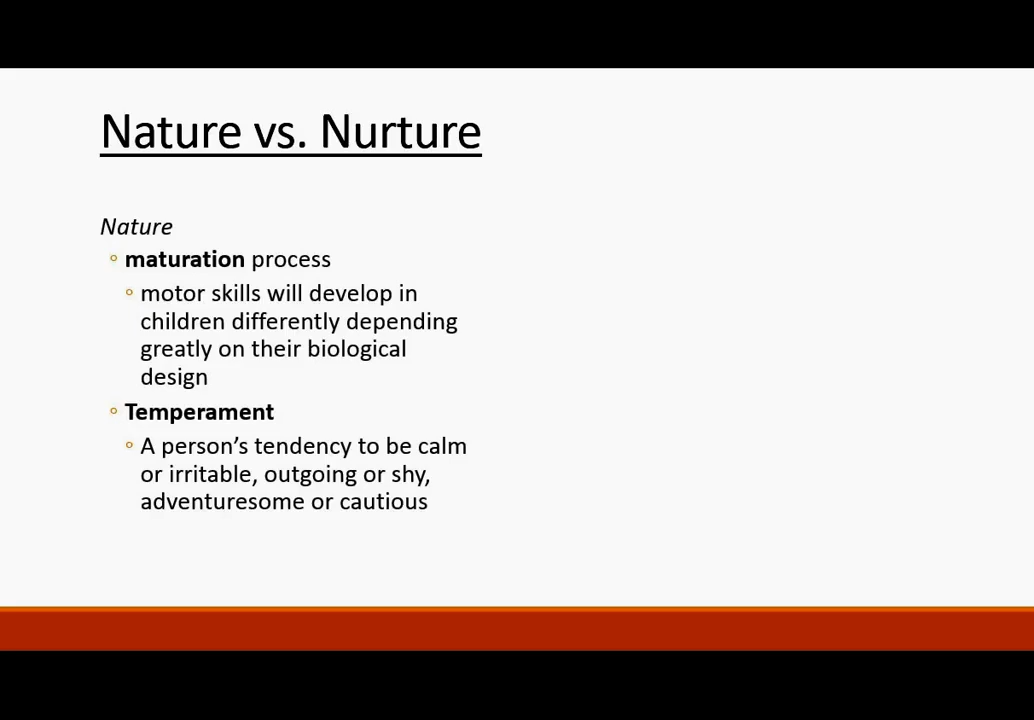 Nature vs. Nurture
Nature
maturation process
motor skills will develop in
children differently depending
greatly on their biological
design
Temperament
A person’s tendency to be calm
or irritable, outgoing or shy,
adventuresome or cautious